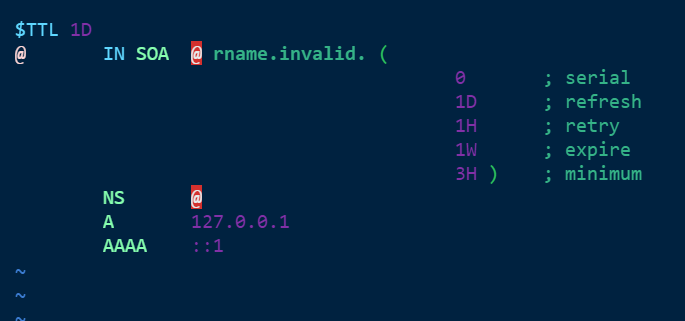 $TTL 1D
@ IN SOA @ rname.invalid. (
0 ; serial
1D ; refresh
1H ; retry
1W ; expire
3H ) ; minimum
NS @
A 127.0.0.1
AAAA ::1
~
~
~